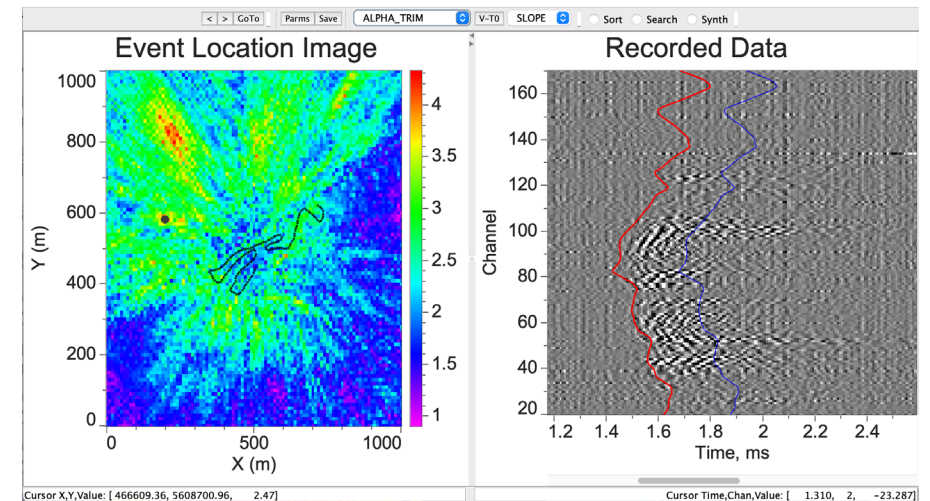 < > GoTo Parms Save ALPHA_TRIM V-T0 SLOPE Sort Search Synth
Event Location Image
Recorded Data
1000
800
600
400
200
0
Y (m)
0 500 1000
X (m)
4
3.5
3
2.5
2
1.5
1
160
140
120
100
80
60
40
20
Channel
1.2 1.4 1.6 1.8 2 2.2 2.4
Time, ms
Cursor X,Y,Value: [ 466609.36, 5608700.96, 2.47]
Cursor Time,Chan,Value: [ 1.310, 2, -23.287]